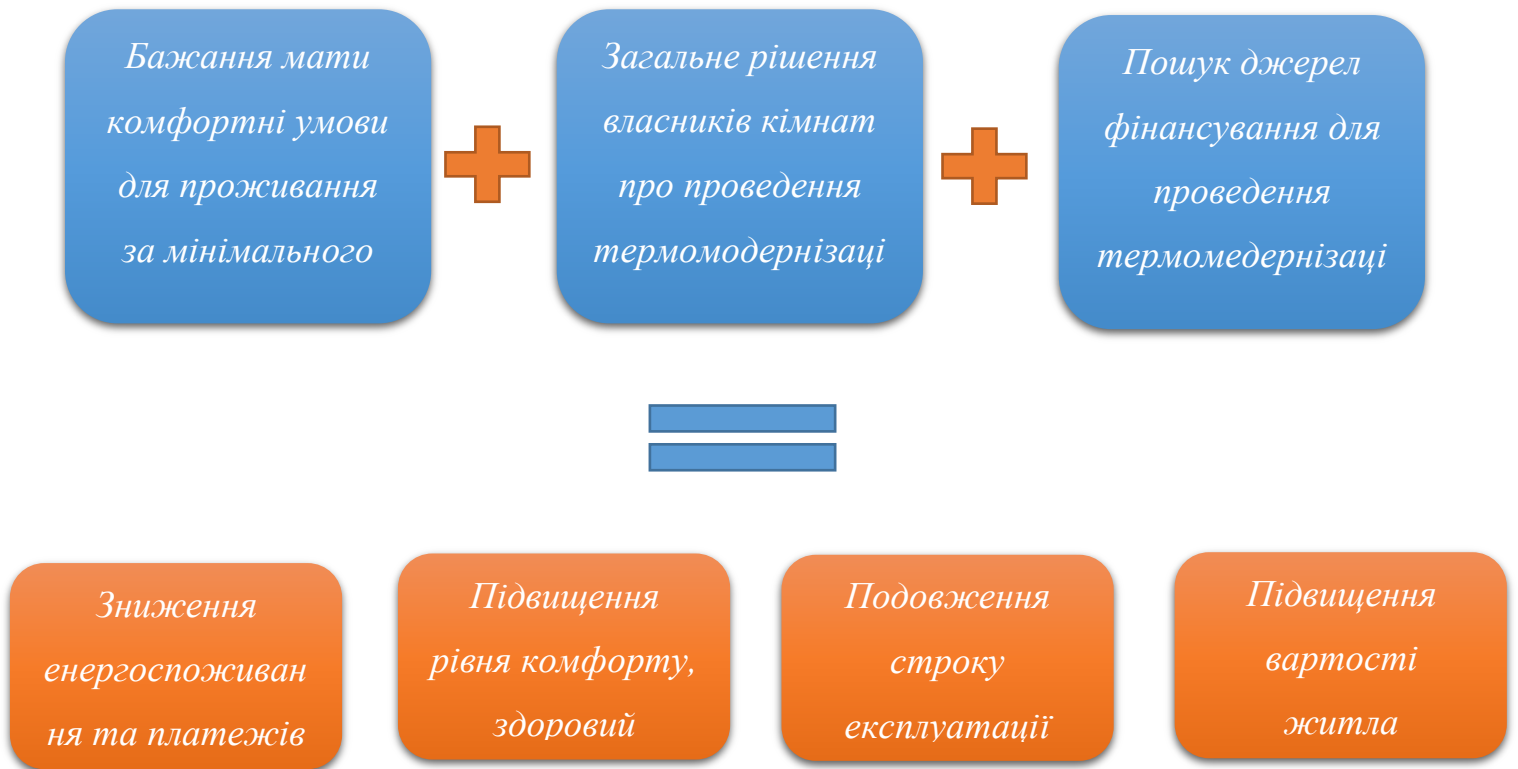 Бажання мати
комфортні умови
для проживання
за мінімального
Загальне рішення
власників кімнат
про проведення
термомодернізаці
Пошук джерел
фінансування для
проведення
термомедернізаці
Зниження
енергоспоживан
ня та платежів
Підвищення
рівня комфорту,
здоровий
Подовження
строку
експлуатації
Підвищення
вартості
житла